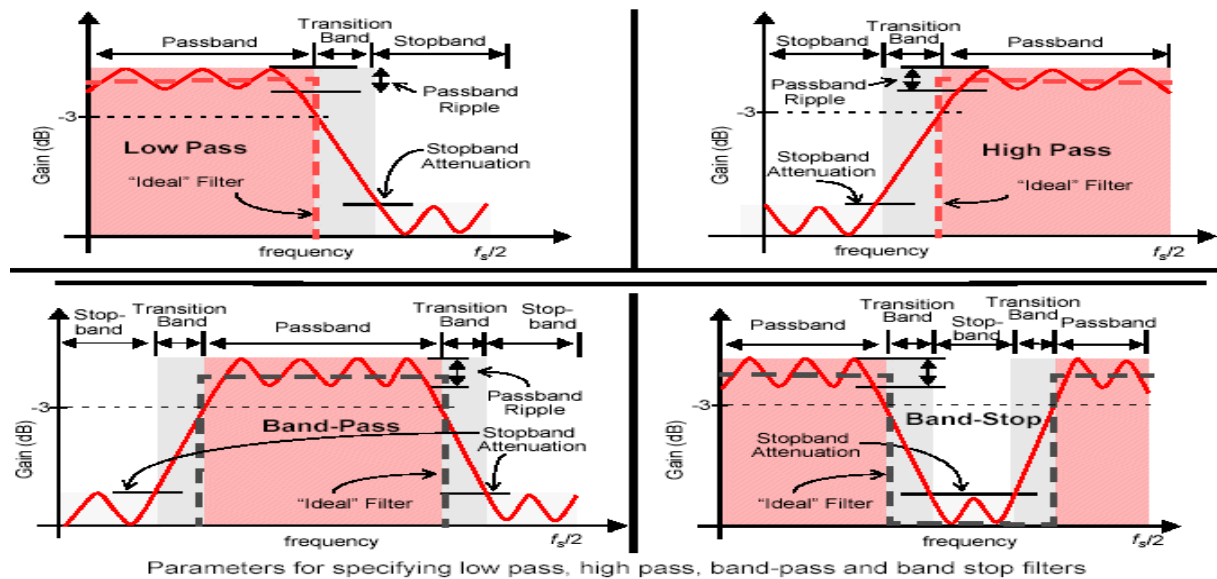 Transition
Band
Passband
Stopband
Passband
Ripple
-3
Gain (dB)
Low Pass
Stopband
Attenuation
"Ideal" Filter
frequency
fs/2
Transition
Band
Stopband
Passband
Passband
Ripple
-3
Gain (dB)
High Pass
Stopband
Attenuation
"Ideal" Filter
frequency
fs/2
Stop-
band
Transition
Band
Passband
Transition
Band
Stop-
band
Passband
Ripple
-3
Gain (dB)
Band-Pass
Stopband
Attenuation
"Ideal" Filter
frequency
fs/2
Passband
Transition
Band
Stop-
band
Transition
Band
Passband
-3
Gain (dB)
Band-Stop
Stopband
Attenuation
"Ideal" Filter
frequency
fs/2
Parameters for specifying low pass, high pass, band-pass and band stop filters